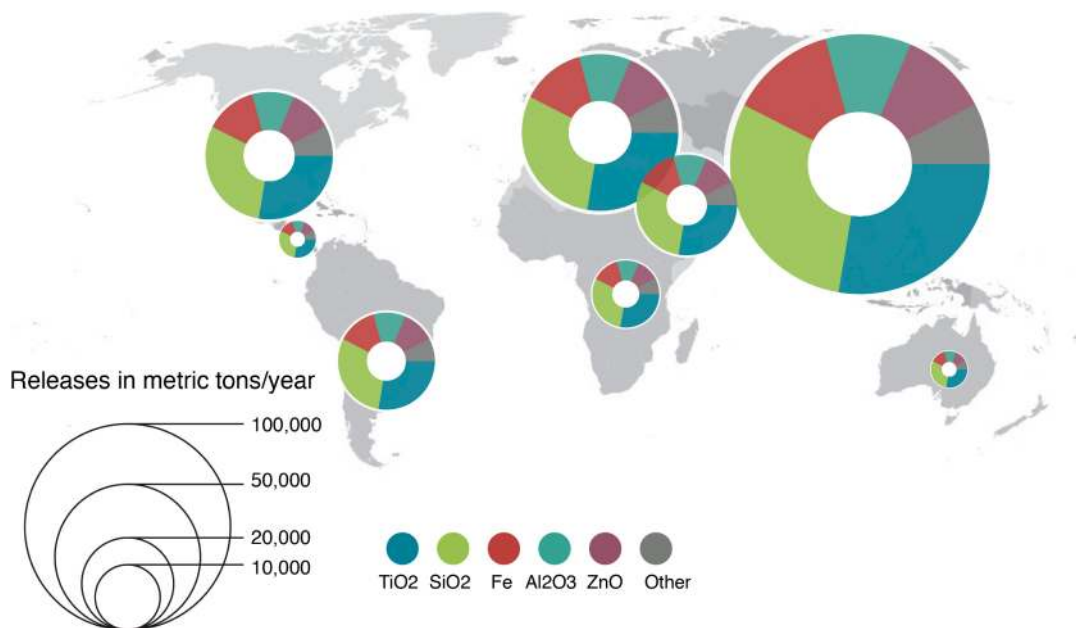 Releases in metric tons/year
100,000
50,000
20,000
10,000
TiO2 SiO2 Fe Al2O3 ZnO Other